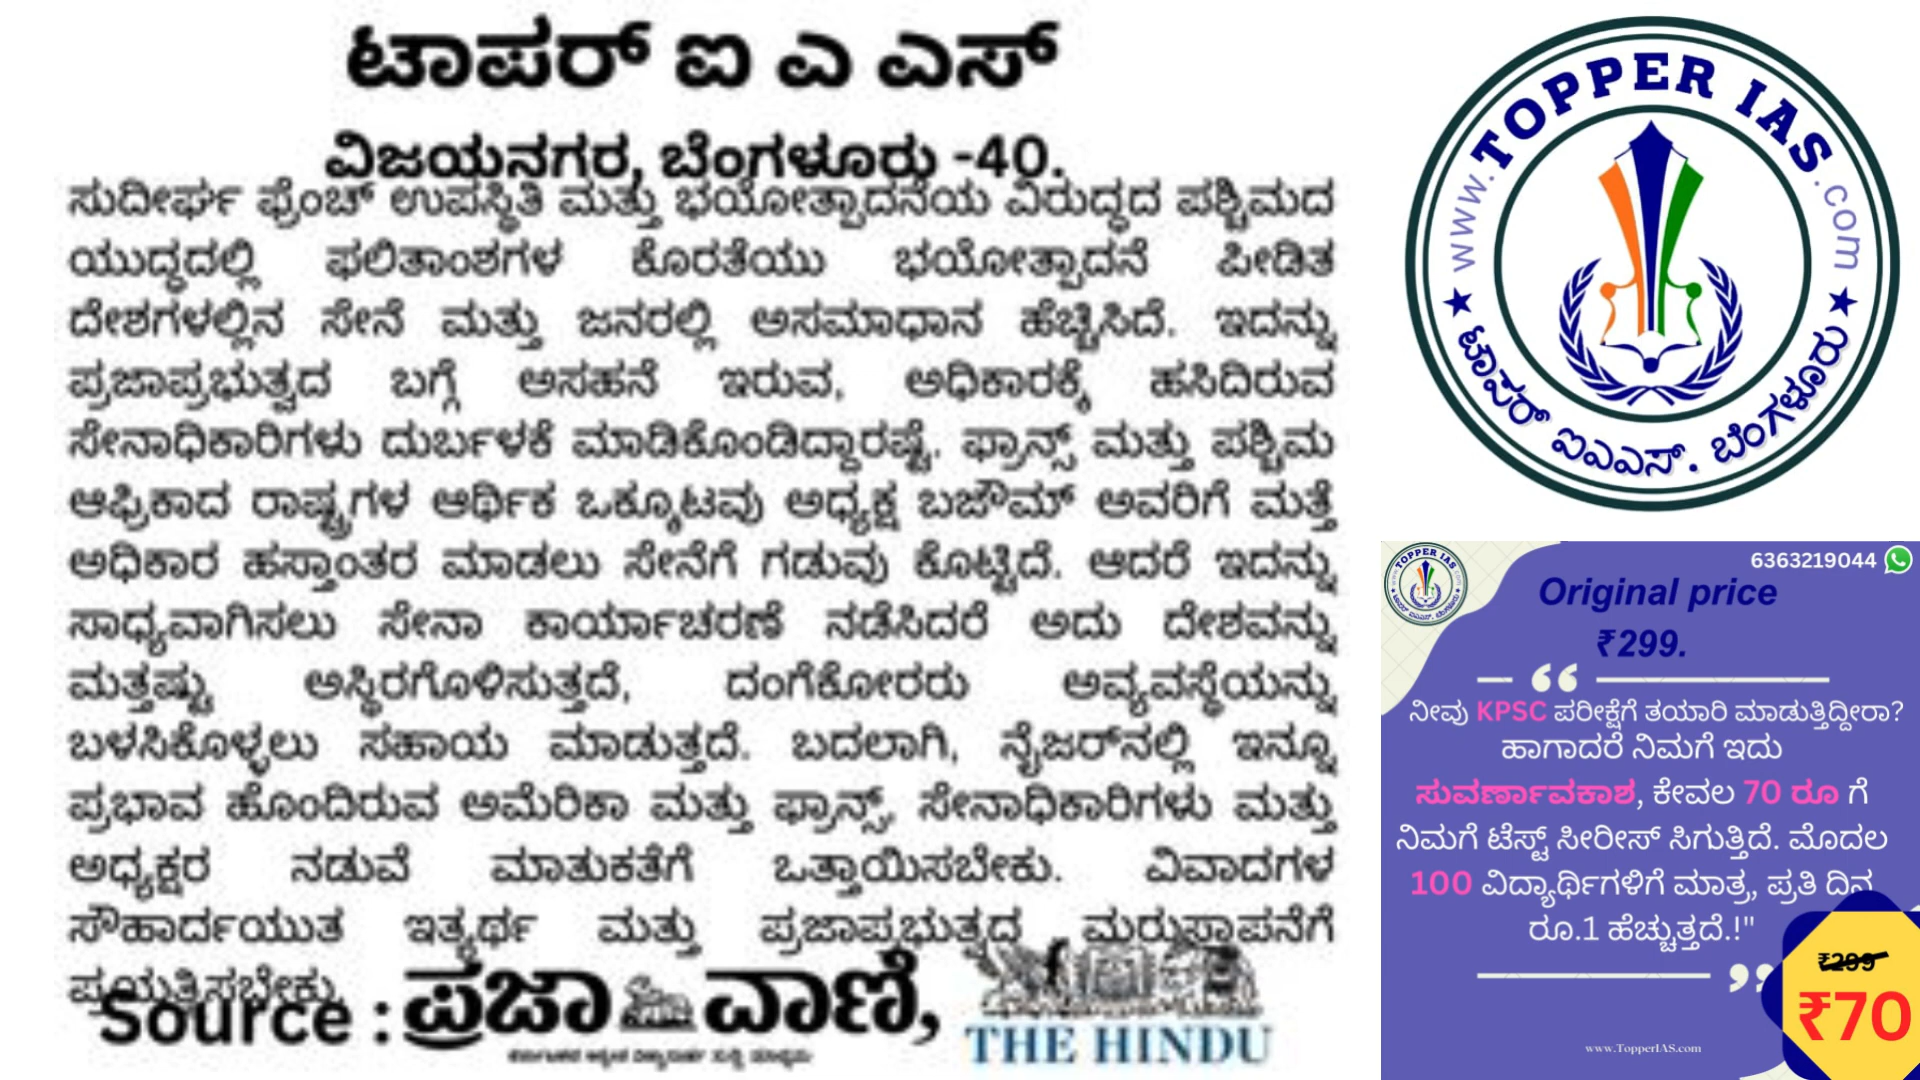 ಟಾಪರ್ ಐ ಎ ಎಸ್
ವಿಜಯನಗರ, ಬೆಂಗಳೂರು -40.
ಸುದೀರ್ಘ ಫ್ರೆಂಚ್ ಉಪಸ್ಥಿತಿ ಮತ್ತು ಭಯೋತ್ಪಾದನೆಯ ವಿರುದ್ಧದ ಪಶ್ಚಿಮದ
ಯುದ್ಧದಲ್ಲಿ ಫಲಿತಾಂಶಗಳ ಕೊರತೆಯು ಭಯೋತ್ಪಾದನೆ ಪೀಡಿತ
ದೇಶಗಳಲ್ಲಿನ ಸೇನೆ ಮತ್ತು ಜನರಲ್ಲಿ ಅಸಮಾಧಾನ ಹೆಚ್ಚಿಸಿದೆ. ಇದನ್ನು
ಪ್ರಜಾಪ್ರಭುತ್ವದ ಬಗ್ಗೆ ಅಸಹನೆ ಇರುವ, ಅಧಿಕಾರಕ್ಕೆ ಹಸಿದಿರುವ
ಸೇನಾಧಿಕಾರಿಗಳು ದುರ್ಬಳಕೆ ಮಾಡಿಕೊಂಡಿದ್ದಾರಷ್ಟೆ. ಫ್ರಾನ್ಸ್ ಮತ್ತು ಪಶ್ಚಿಮ
ಆಫ್ರಿಕಾದ ರಾಷ್ಟ್ರಗಳ ಆರ್ಥಿಕ ಒಕ್ಕೂಟವು ಅಧ್ಯಕ್ಷ ಬಜೌಮ್ ಅವರಿಗೆ ಮತ್ತೆ
ಅಧಿಕಾರ ಹಸ್ತಾಂತರ ಮಾಡಲು ಸೇನೆಗೆ ಗಡುವು ಕೊಟ್ಟಿದೆ. ಆದರೆ ಇದನ್ನು
ಸಾಧ್ಯವಾಗಿಸಲು ಸೇನಾ ಕಾರ್ಯಾಚರಣೆ ನಡೆಸಿದರೆ ಅದು ದೇಶವನ್ನು
ಮತ್ತಷ್ಟು ಅಸ್ಥಿರಗೊಳಿಸುತ್ತದೆ, ದಂಗೆಕೋರರು ಅವ್ಯವಸ್ಥೆಯನ್ನು
ಬಳಸಿಕೊಳ್ಳಲು ಸಹಾಯ ಮಾಡುತ್ತದೆ. ಬದಲಾಗಿ, ನೈಜರ್‌ನಲ್ಲಿ ಇನ್ನೂ
ಪ್ರಭಾವ ಹೊಂದಿರುವ ಅಮೆರಿಕಾ ಮತ್ತು ಫ್ರಾನ್ಸ್, ಸೇನಾಧಿಕಾರಿಗಳು ಮತ್ತು
ಅಧ್ಯಕ್ಷರ ನಡುವೆ ಮಾತುಕತೆಗೆ ಒತ್ತಾಯಿಸಬೇಕು. ವಿವಾದಗಳ
ಸೌಹಾರ್ದಯುತ ಇತ್ಯರ್ಥ ಮತ್ತು ಪ್ರಜಾಪ್ರಭುತ್ವದ ಮರುಸ್ಥಾಪನೆಗೆ
ಪ್ರಯತ್ನಿಸಬೇಕು.
Source : ಪ್ರಜಾವಾಣಿ,
THE HINDU
www.TOPPER IAS.com
ಟಾಪರ್ ಐಎಎಸ್. ಬೆಂಗಳೂರು
6363219044
Original price
₹299.
ನೀವು KPSC ಪರೀಕ್ಷೆಗೆ ತಯಾರಿ ಮಾಡುತ್ತಿದ್ದೀರಾ?
ಹಾಗಾದರೆ ನಿಮಗೆ ಇದು
ಸುವರ್ಣಾವಕಾಶ, ಕೇವಲ 70 ರೂ ಗೆ
ನಿಮಗೆ ಟೆಸ್ಟ್ ಸೀರೀಸ್ ಸಿಗುತ್ತಿದೆ. ಮೊದಲ
100 ವಿದ್ಯಾರ್ಥಿಗಳಿಗೆ ಮಾತ್ರ, ಪ್ರತಿ ದಿನ
ರೂ.1 ಹೆಚ್ಚುತ್ತದೆ.!"
₹299
₹70
www.TopperIAS.com